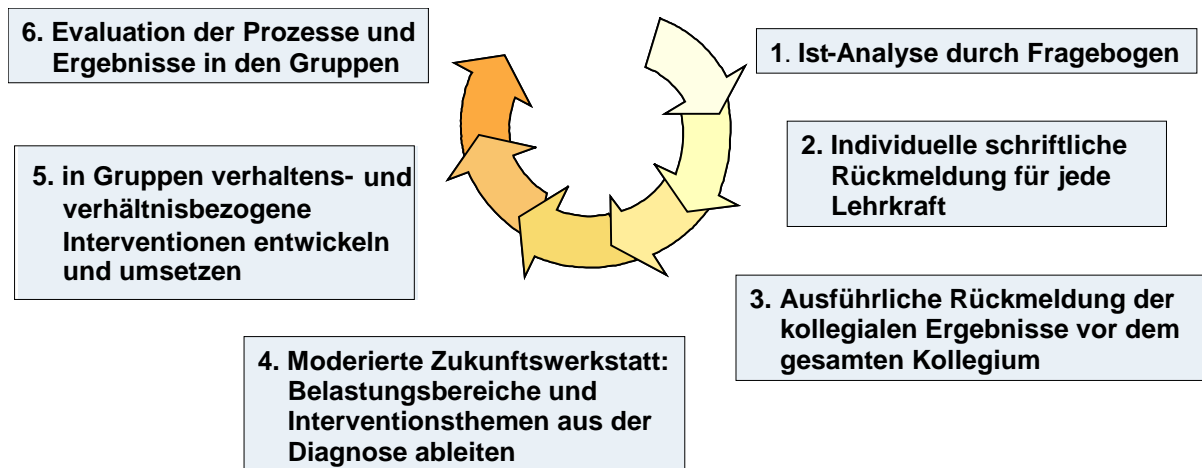 1. Ist-Analyse durch Fragebogen
2. Individuelle schriftliche
Rückmeldung für jede
Lehrkraft
3. Ausführliche Rückmeldung der
kollegialen Ergebnisse vor dem
gesamten Kollegium
4. Moderierte Zukunftswerkstatt:
Belastungsbereiche und
Interventionsthemen aus der
Diagnose ableiten
5. in Gruppen verhaltens- und
verhältnisbezogene
Interventionen entwickeln
und umsetzen
6. Evaluation der Prozesse und
Ergebnisse in den Gruppen